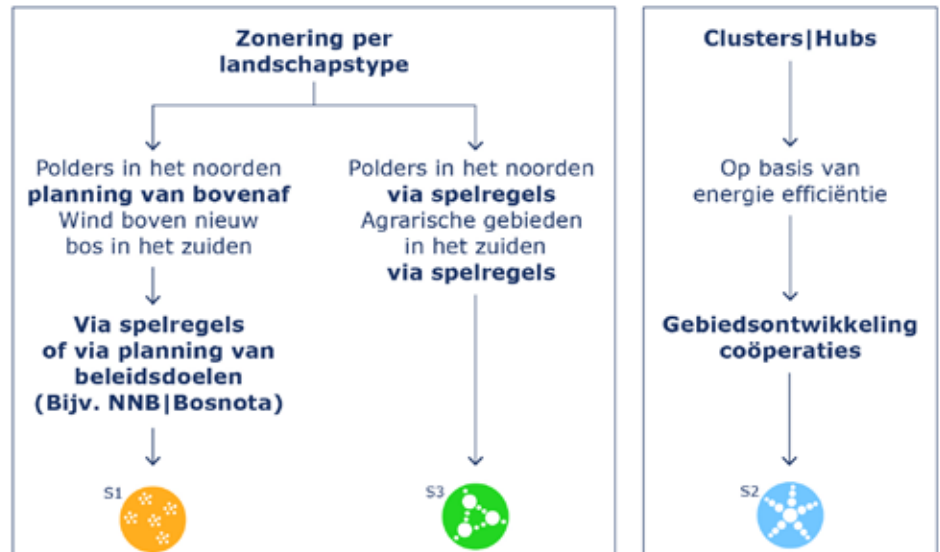 Zonering per
landschapstype
Polders in het noorden
planning van bovenaf
Wind boven nieuw
bos in het zuiden
Via spelregels
of via planning van
beleidsdoelen
(Bijv. NNB|Bosnota)
S1
Polders in het noorden
via spelregels
Agrarische gebieden
in het zuiden
via spelregels
S3
Clusters|Hubs
Op basis van
energie efficiëntie
Gebiedsontwikkeling
coöperaties
S2